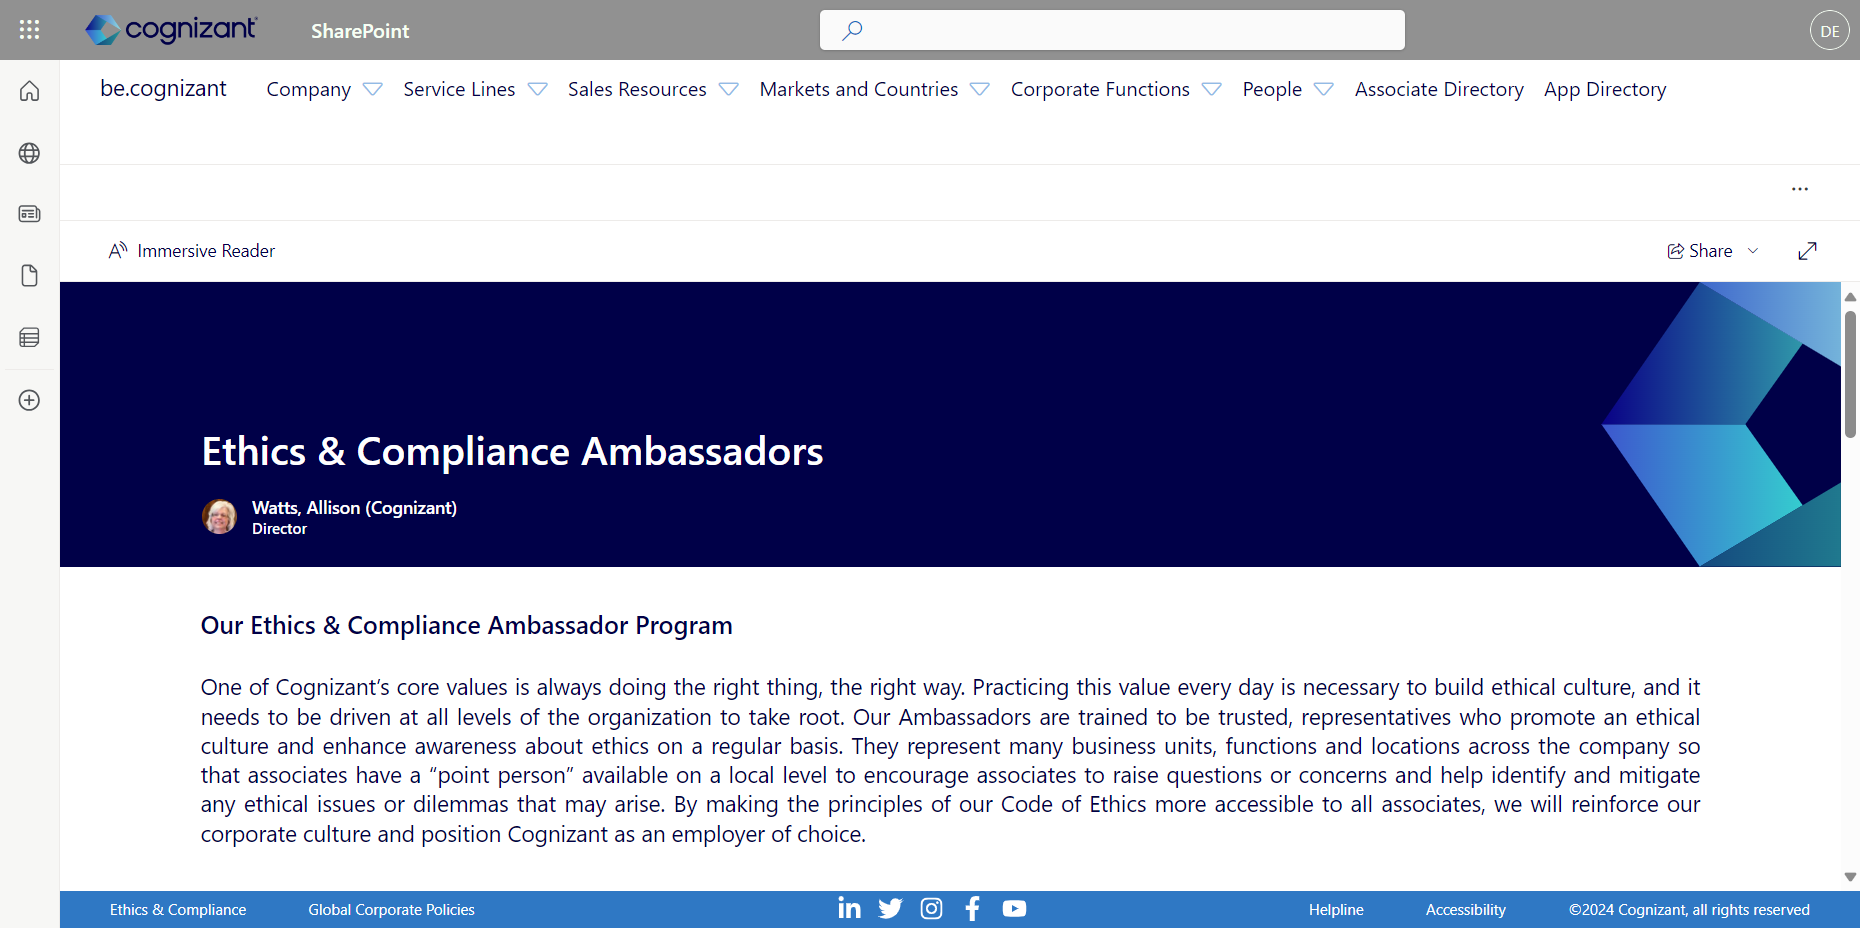 cognizant
SharePoint
DE
be.cognizant
Company
Service Lines
Sales Resources
Markets and Countries
Corporate Functions
People
Associate Directory
App Directory
Immersive Reader
Share
Ethics & Compliance Ambassadors
Watts, Allison (Cognizant)
Director
Our Ethics & Compliance Ambassador Program
One of Cognizant’s core values is always doing the right thing, the right way. Practicing this value every day is necessary to build ethical culture, and it
needs to be driven at all levels of the organization to take root. Our Ambassadors are trained to be trusted, representatives who promote an ethical
culture and enhance awareness about ethics on a regular basis. They represent many business units, functions and locations across the company so
that associates have a “point person” available on a local level to encourage associates to raise questions or concerns and help identify and mitigate
any ethical issues or dilemmas that may arise. By making the principles of our Code of Ethics more accessible to all associates, we will reinforce our
corporate culture and position Cognizant as an employer of choice.
Ethics & Compliance
Global Corporate Policies
Helpline
Accessibility
©2024 Cognizant, all rights reserved